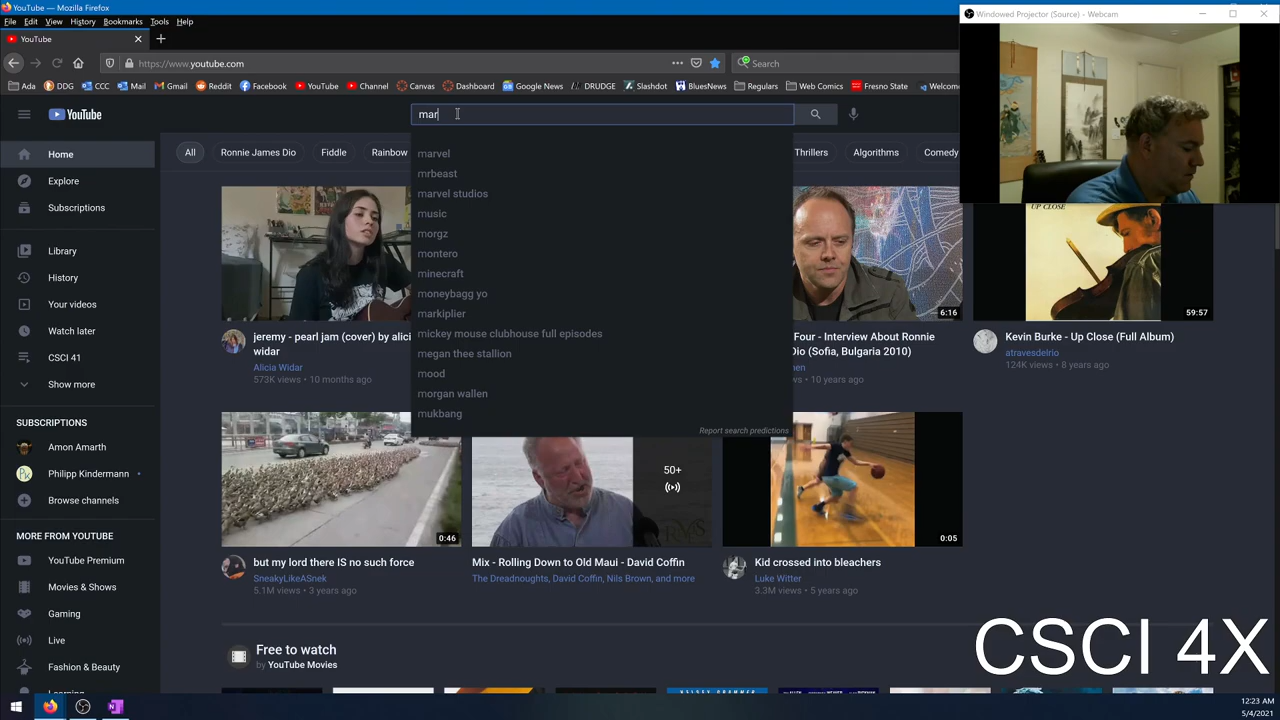 YouTube — Mozilla Firefox
File Edit View History Bookmarks Tools Help
YouTube
https://www.youtube.com
Search
Ada DDG CCC Mail Gmail Reddit Facebook YouTube Channel Canvas Dashboard Google News DRUDGE Slashdot BluesNews Regulars Web Comics Fresno State Welcome
Windowed Projector (Source) - Webcam
YouTube
mar
marvel
mrbeast
marvel studios
music
morgz
montero
minecraft
moneybagg yo
markiplier
mickey mouse clubhouse full episodes
megan thee stallion
mood
morgan wallen
mukbang
Report search predictions
Home
Explore
Subscriptions
Library
History
Your videos
Watch later
CSCI 41
Show more
SUBSCRIPTIONS
Amon Amarth
Philipp Kindermann
Browse channels
MORE FROM YOUTUBE
YouTube Premium
Movies & Shows
Gaming
Live
Fashion & Beauty
Learning
All Ronnie James Dio Fiddle Rainbow Thrillers Algorithms Comedy
jeremy - pearl jam (cover) by alici
widar
Alicia Widar
573K views • 10 months ago
6:16
Four - Interview About Ronnie
Dio (Sofia, Bulgaria 2010)
10 years ago
UP CLOSE
59:57
Kevin Burke - Up Close (Full Album)
atravesdelrio
124K views • 8 years ago
0:46
but my lord there IS no such force
SneakyLikeASnek
5.1M views • 3 years ago
50+
Mix - Rolling Down to Old Maui - David Coffin
The Dreadnoughts, David Coffin, Nils Brown, and more
0:05
Kid crossed into bleachers
Luke Witter
3.3M views • 5 years ago
Free to watch
by YouTube Movies
KELSEY GRAMMER
CSCI 4X
12:23 AM
5/4/2021